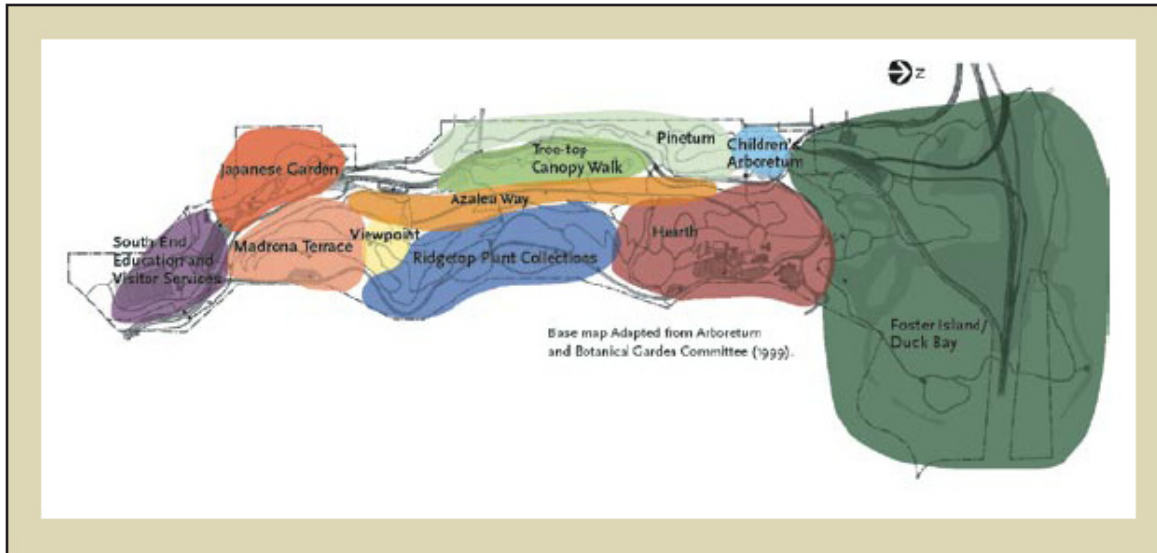 Z
Pinetum
Children's
Arboretum
Tree-top
Canopy Walk
Japanese Garden
Azalea Way
Viewpoint
Hearth
South End
Education and
Visitor Services
Madrona Terrace
Ridgetop Plant Collections
Foster Island/
Duck Bay
Base map Adapted from Arboretum
and Botanical Garden Committee (1999).